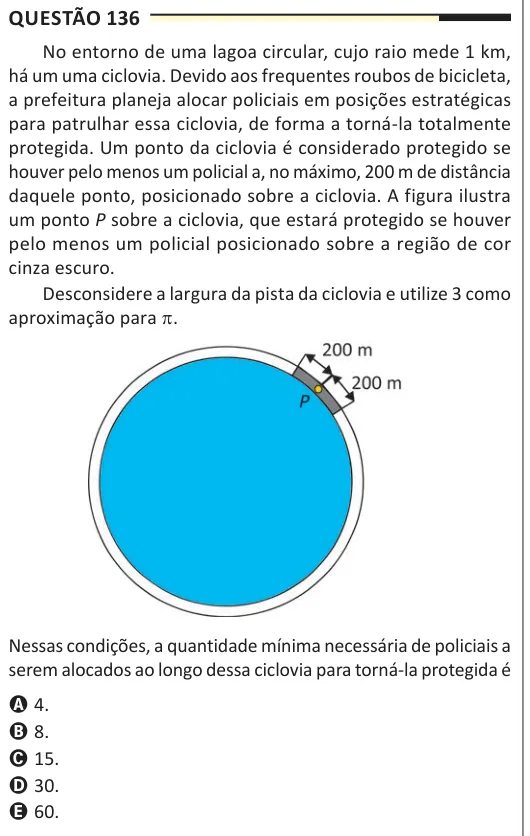 QUESTÃO 136
No entorno de uma lagoa circular, cujo raio mede 1 km,
há um uma ciclovia. Devido aos frequentes roubos de bicicleta,
a prefeitura planeja alocar policiais em posições estratégicas
para patrulhar essa ciclovia, de forma a torná-la totalmente
protegida. Um ponto da ciclovia é considerado protegido se
houver pelo menos um policial a, no máximo, 200 m de distância
daquele ponto, posicionado sobre a ciclovia. A figura ilustra
um ponto P sobre a ciclovia, que estará protegido se houver
pelo menos um policial posicionado sobre a região de cor
cinza escuro.
Desconsidere a largura da pista da ciclovia e utilize 3 como
aproximação para π.
200 m
200 m
P
Nessas condições, a quantidade mínima necessária de policiais a
serem alocados ao longo dessa ciclovia para torná-la protegida é
A 4.
B 8.
C 15.
D 30.
E 60.